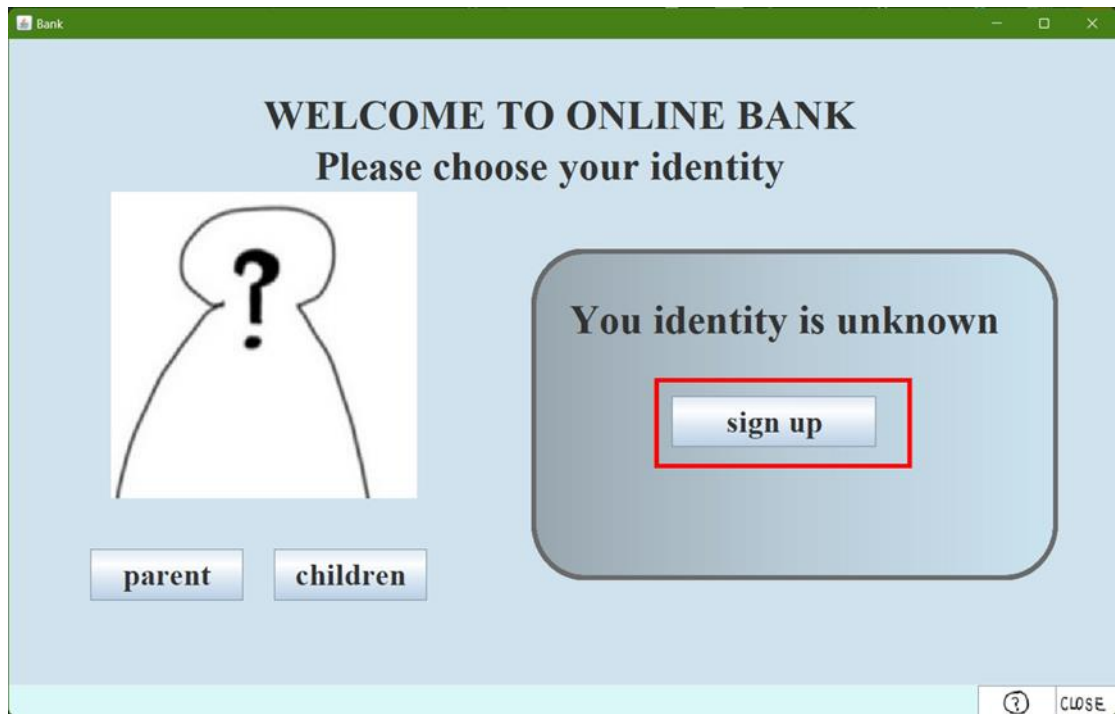 Bank
WELCOME TO ONLINE BANK
Please choose your identity
?
You identity is unknown
sign up
parent
children
? CLOSE